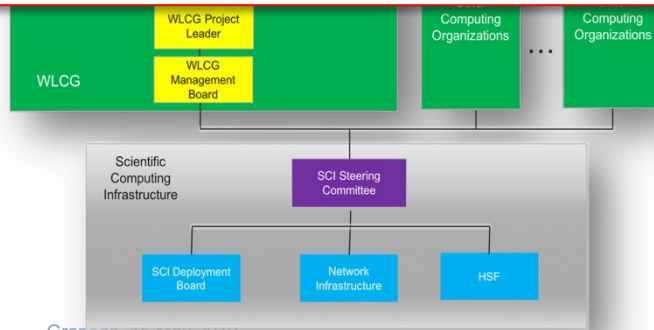 WLCG Project
Leader
WLCG
Management
Board
WLCG
Computing
Organizations
...
Computing
Organizations
Scientific
Computing
Infrastructure
SCI Steering
Committee
SCI Deployment
Board
Network
Infrastructure
HSF